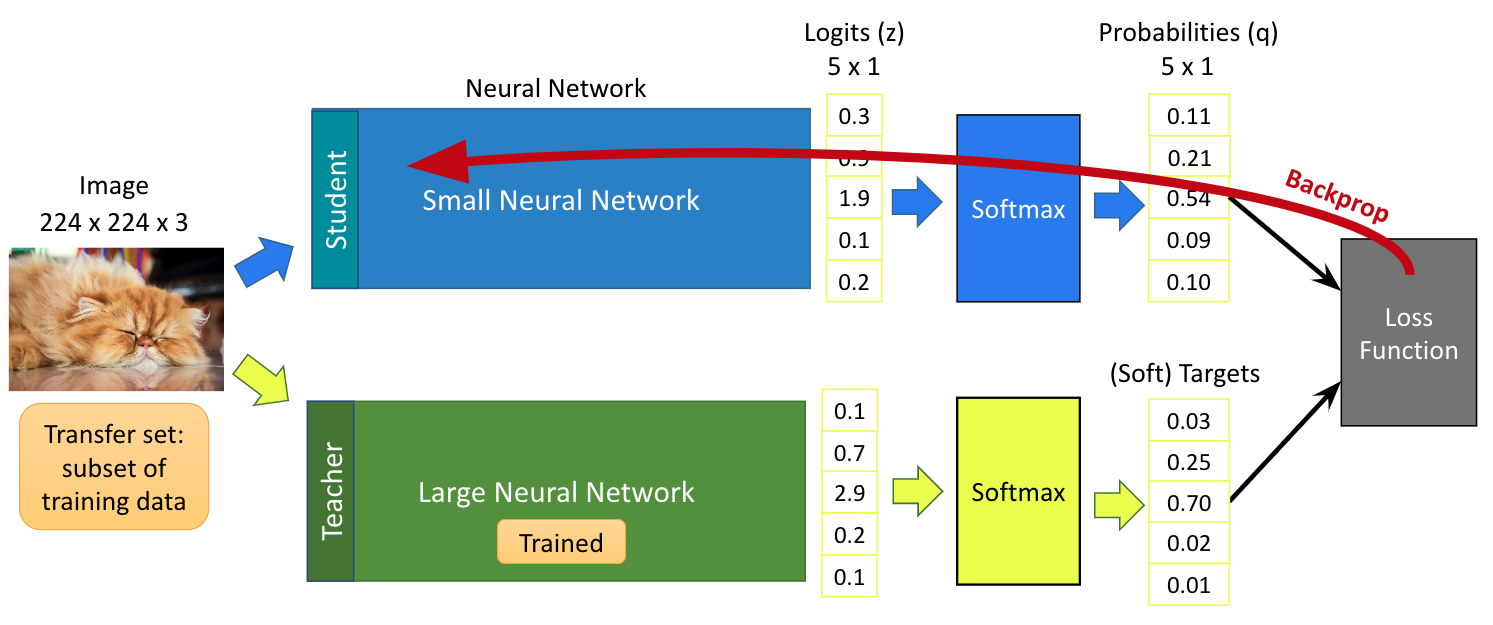 Logits (z)
5 x 1
Probabilities (q)
5 x 1
Neural Network
Image
224 x 224 x 3
Student
Small Neural Network
0.3
1.9
0.1
0.2
Softmax
0.11
0.21
0.54
0.09
0.10
Backprop
Loss
Function
Transfer set:
subset of
training data
Teacher
Large Neural Network
Trained
0.1
0.7
2.9
0.2
0.1
Softmax
(Soft) Targets
0.03
0.25
0.70
0.02
0.01